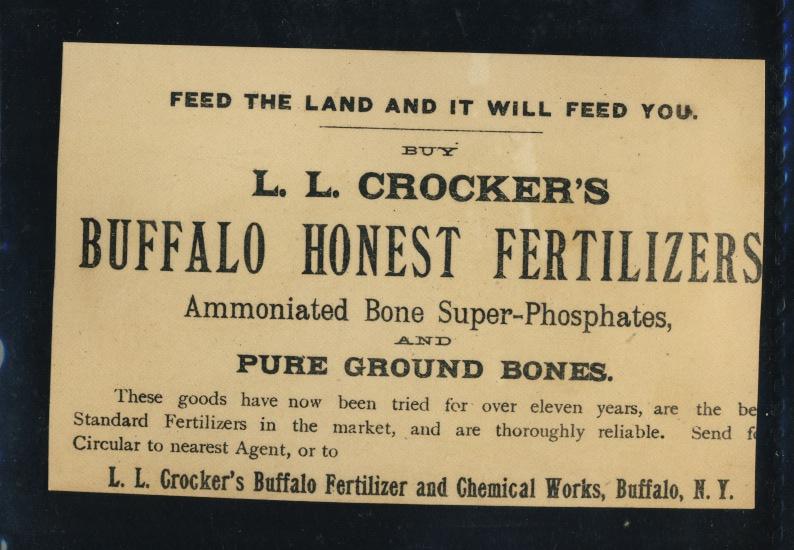 FEED THE LAND AND IT WILL FEED YOU.
BUY
L. L. CROCKER'S
BUFFALO HONEST FERTILIZERS
Ammoniated Bone Super-Phosphates,
AND
PURE GROUND BONES.
These goods have now been tried for over eleven years, are the be
Standard Fertilizers in the market, and are thoroughly reliable. Send f
Circular to nearest Agent, or to
L. L. Crocker's Buffalo Fertilizer and Chemical Works, Buffalo, N. Y.